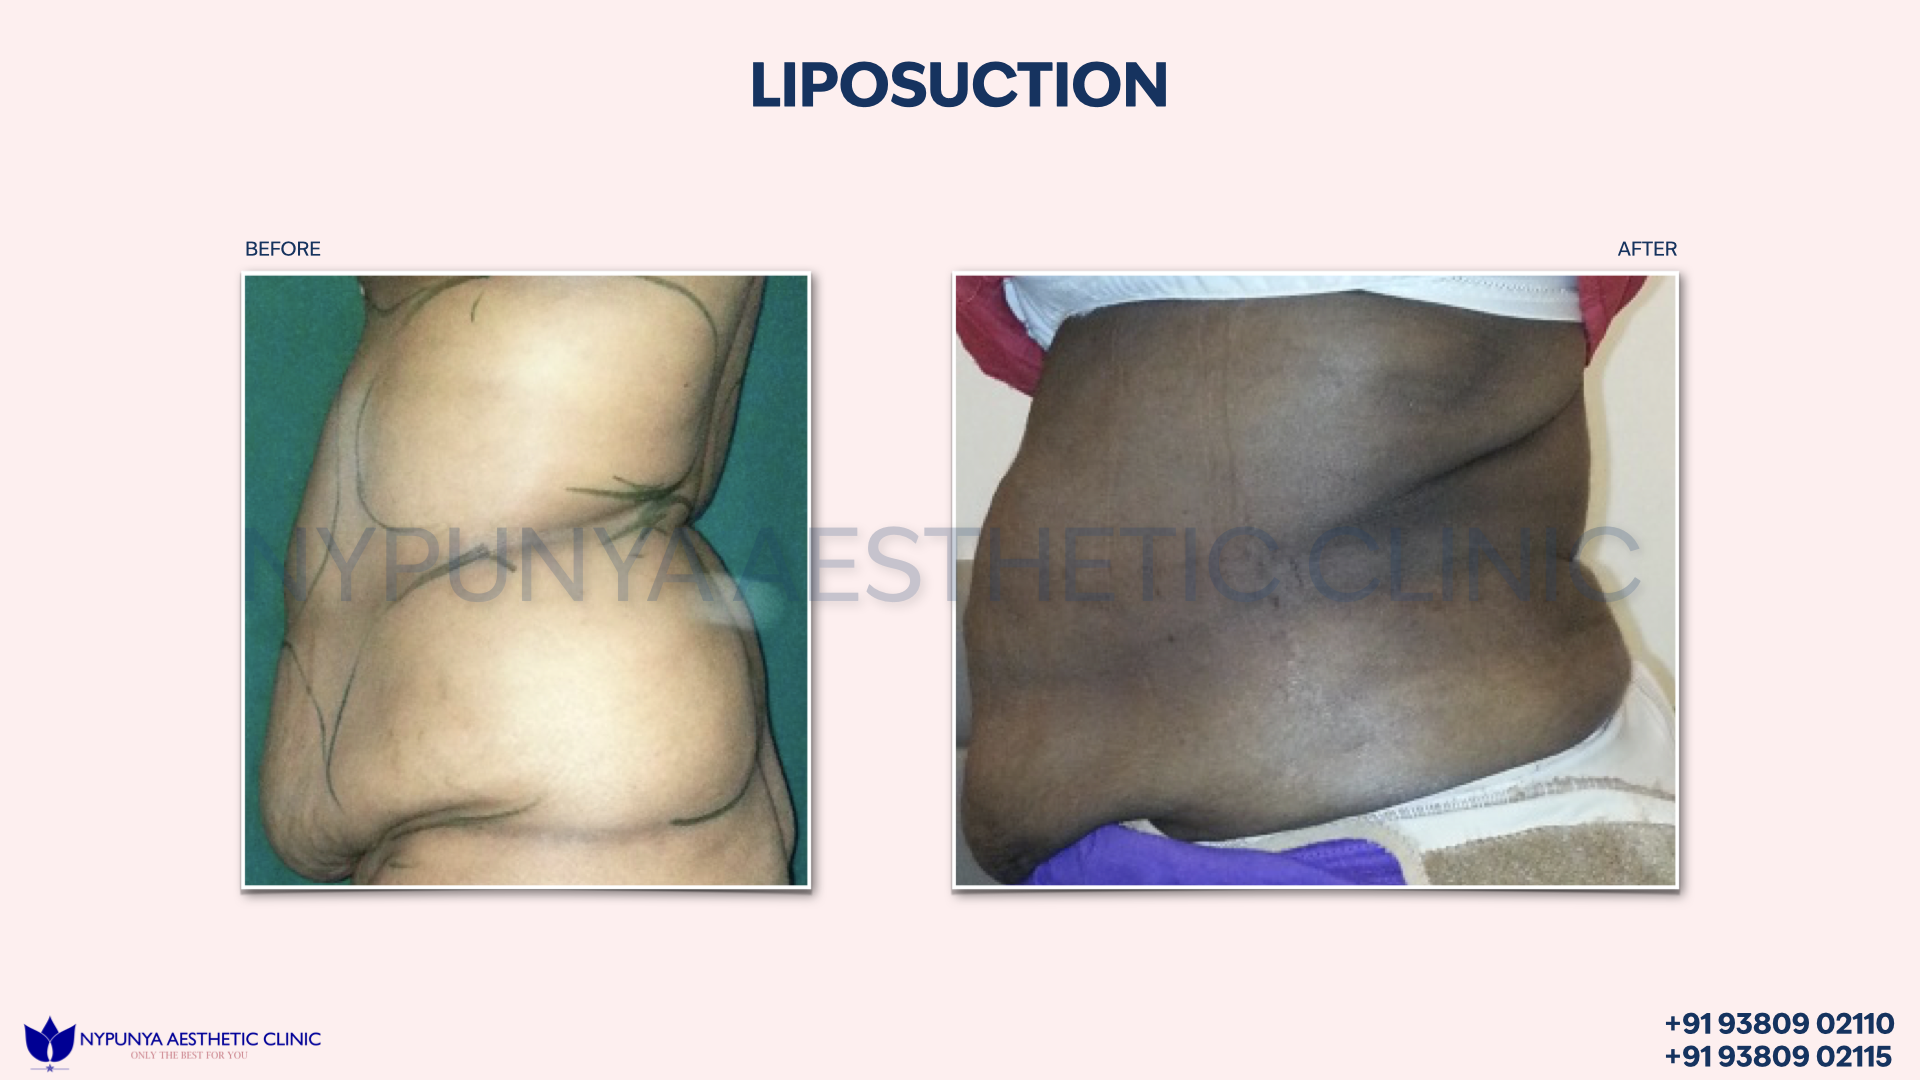 LIPOSUCTION
BEFORE
AFTER
NYPUNYA AESTHETIC CLINIC
NYPUNYA AESTHETIC CLINIC
ONLY THE BEST FOR YOU
+91 93809 02110
+91 93809 02115